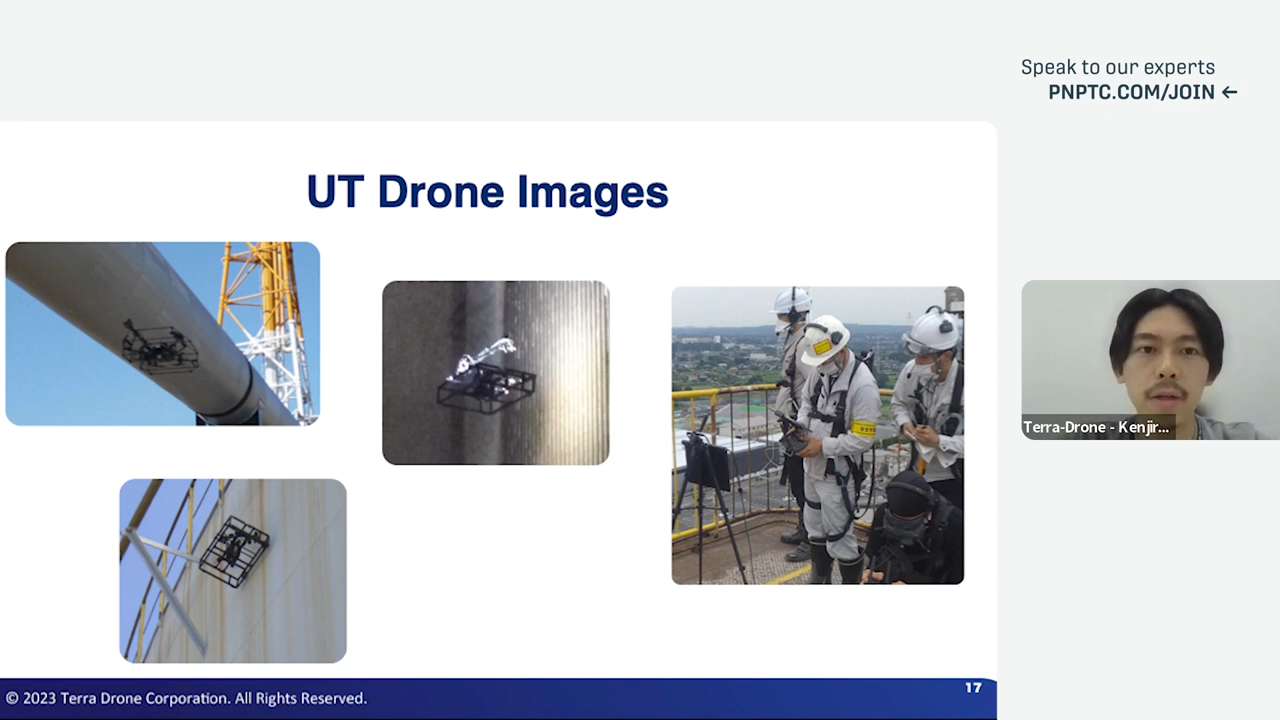 Speak to our experts
PNPTC.COM/JOIN ←
UT Drone Images
Terra-Drone - Kenjir...
© 2023 Terra Drone Corporation. All Rights Reserved.
17